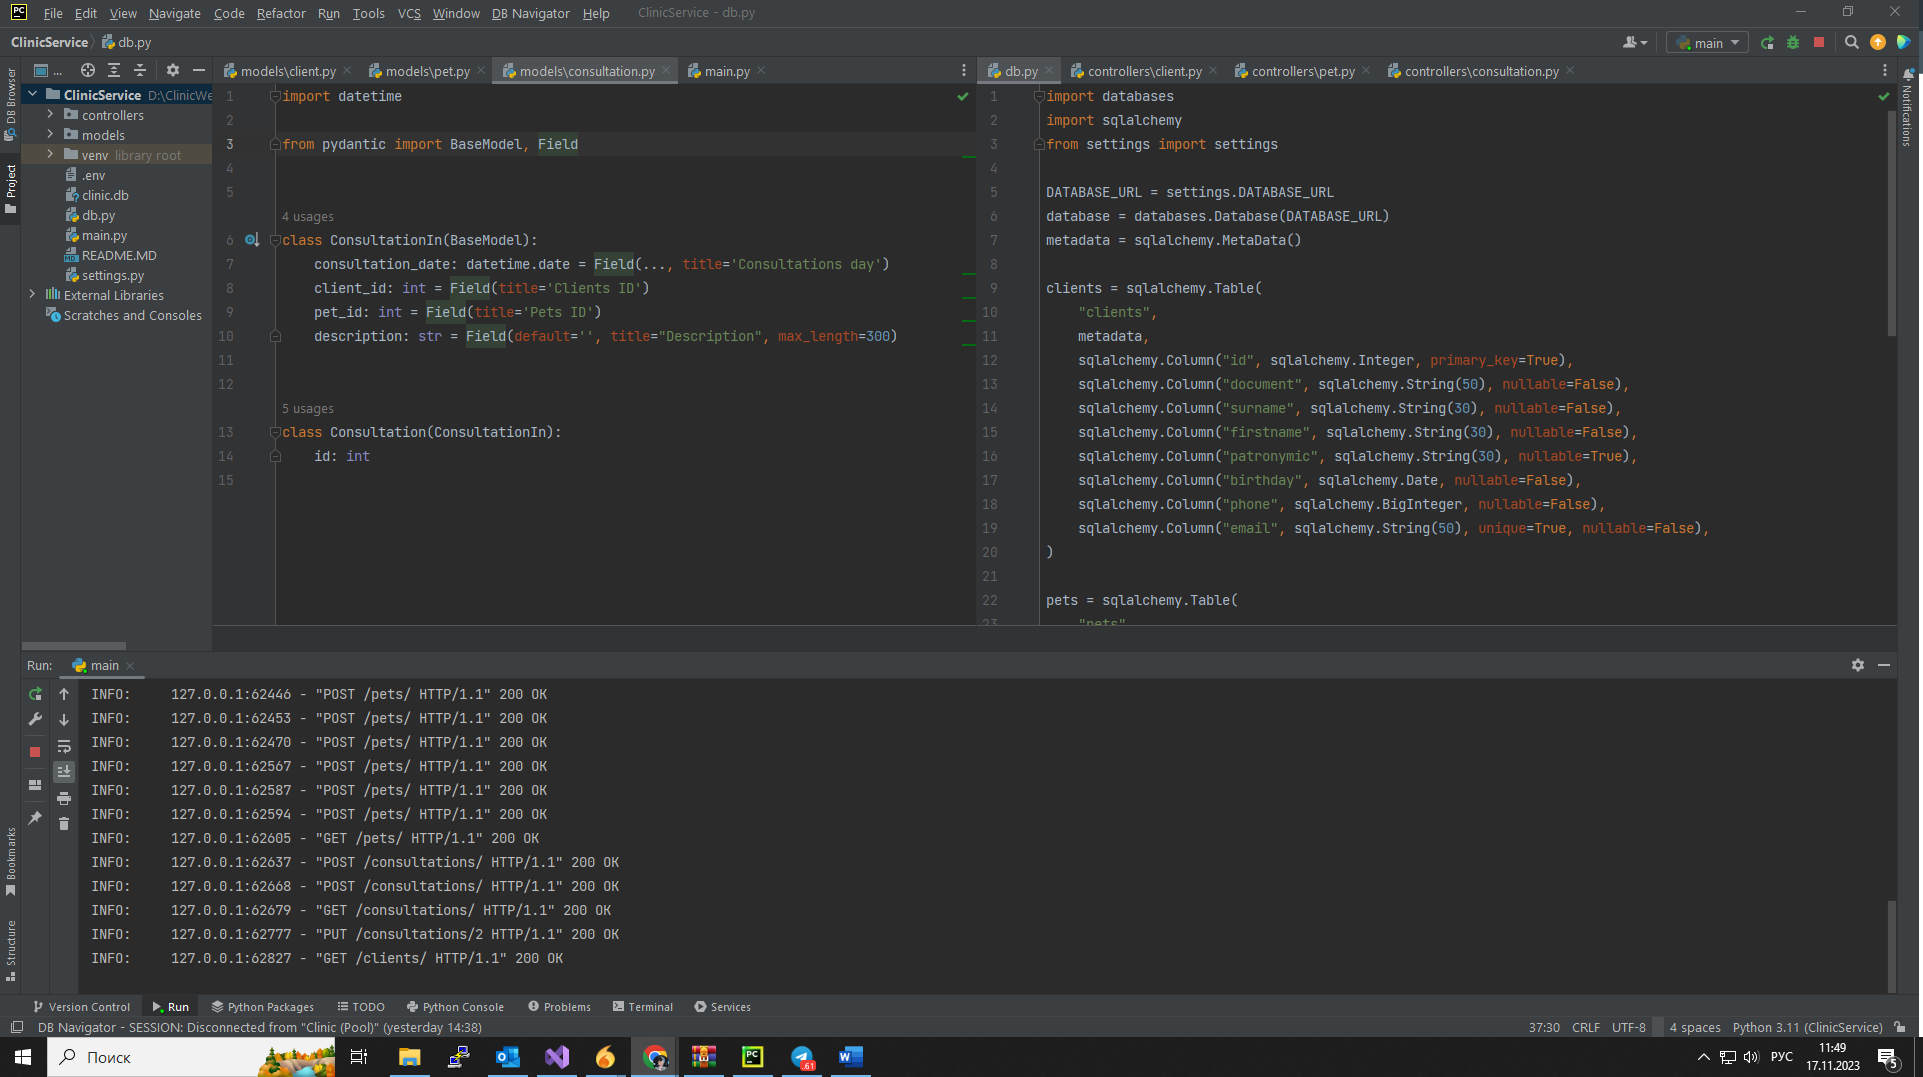 PC File Edit View Navigate Code Refactor Run Tools VCS Window DB Navigator Help ClinicService - db.py
ClinicService db.py main
... models\client.py models\pet.py models\consultation.py main.py db.py controllers\client.py controllers\pet.py controllers\consultation.py
DB Browser
Project
Bookmarks
Structure
Notifications
ClinicService D:\ClinicWe
controllers
models
venv library root
.env
clinic.db
db.py
main.py
README.MD
settings.py
External Libraries
Scratches and Consoles
1 import datetime
2
3 from pydantic import BaseModel, Field
4
5
4 usages
6 class ConsultationIn(BaseModel):
7 consultation_date: datetime.date = Field(..., title='Consultations day')
8 client_id: int = Field(title='Clients ID')
9 pet_id: int = Field(title='Pets ID')
10 description: str = Field(default='', title="Description", max_length=300)
11
12
5 usages
13 class Consultation(ConsultationIn):
14 id: int
15
1 import databases
2 import sqlalchemy
3 from settings import settings
4
5 DATABASE_URL = settings.DATABASE_URL
6 database = databases.Database(DATABASE_URL)
7 metadata = sqlalchemy.MetaData()
8
9 clients = sqlalchemy.Table(
10 "clients",
11 metadata,
12 sqlalchemy.Column("id", sqlalchemy.Integer, primary_key=True),
13 sqlalchemy.Column("document", sqlalchemy.String(50), nullable=False),
14 sqlalchemy.Column("surname", sqlalchemy.String(30), nullable=False),
15 sqlalchemy.Column("firstname", sqlalchemy.String(30), nullable=False),
16 sqlalchemy.Column("patronymic", sqlalchemy.String(30), nullable=True),
17 sqlalchemy.Column("birthday", sqlalchemy.Date, nullable=False),
18 sqlalchemy.Column("phone", sqlalchemy.BigInteger, nullable=False),
19 sqlalchemy.Column("email", sqlalchemy.String(50), unique=True, nullable=False),
20 )
21
22 pets = sqlalchemy.Table(
23 "pets"
Run: main
INFO: 127.0.0.1:62446 - "POST /pets/ HTTP/1.1" 200 OK
INFO: 127.0.0.1:62453 - "POST /pets/ HTTP/1.1" 200 OK
INFO: 127.0.0.1:62470 - "POST /pets/ HTTP/1.1" 200 OK
INFO: 127.0.0.1:62567 - "POST /pets/ HTTP/1.1" 200 OK
INFO: 127.0.0.1:62587 - "POST /pets/ HTTP/1.1" 200 OK
INFO: 127.0.0.1:62594 - "POST /pets/ HTTP/1.1" 200 OK
INFO: 127.0.0.1:62605 - "GET /pets/ HTTP/1.1" 200 OK
INFO: 127.0.0.1:62637 - "POST /consultations/ HTTP/1.1" 200 OK
INFO: 127.0.0.1:62668 - "POST /consultations/ HTTP/1.1" 200 OK
INFO: 127.0.0.1:62679 - "GET /consultations/ HTTP/1.1" 200 OK
INFO: 127.0.0.1:62777 - "PUT /consultations/2 HTTP/1.1" 200 OK
INFO: 127.0.0.1:62827 - "GET /clients/ HTTP/1.1" 200 OK
Version Control Run Python Packages TODO Python Console Problems Terminal Services
DB Navigator - SESSION: Disconnected from "Clinic (Pool)" (yesterday 14:38) 37:30 CRLF UTF-8 4 spaces Python 3.11 (ClinicService)
Поиск PC РУС 11:49
17.11.2023 5